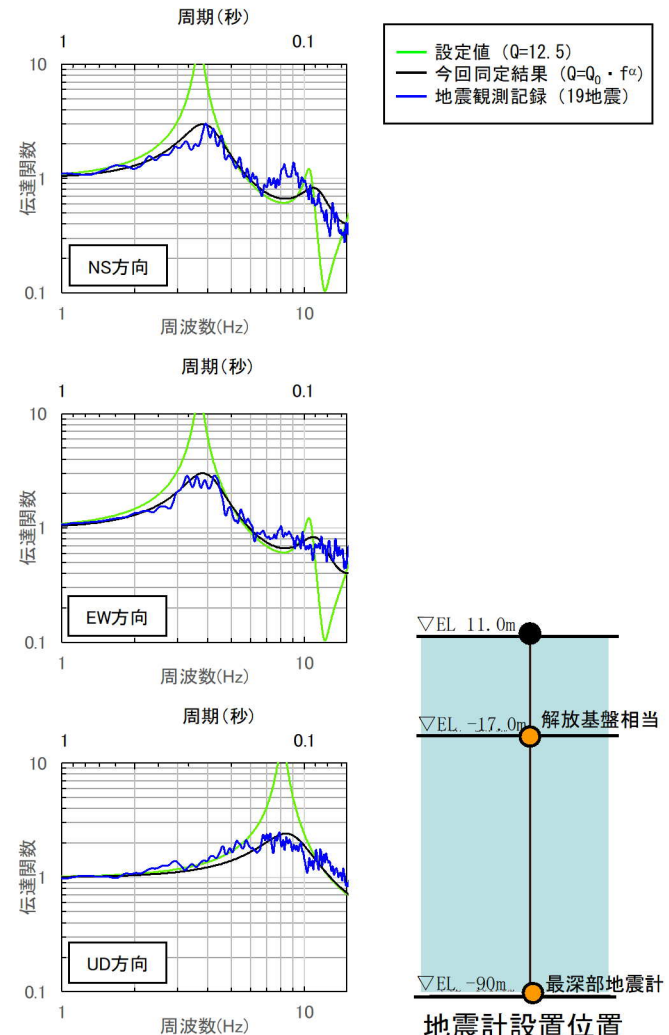 周期(秒)
1 0.1
10
1
0.1
伝達関数
NS方向
1 10
周波数(Hz)
設定値 (Q=12.5)
今回同定結果 (Q=Q₀・fᵅ)
地震観測記録 (19地震)
周期(秒)
1 0.1
10
1
0.1
伝達関数
EW方向
1 10
周波数(Hz)
周期(秒)
1 0.1
10
1
0.1
伝達関数
UD方向
1 10
周波数(Hz)
▽EL 11.0m
▽EL -17.0m 解放基盤相当
▽EL -90m 最深部地震計
地震計設置位置